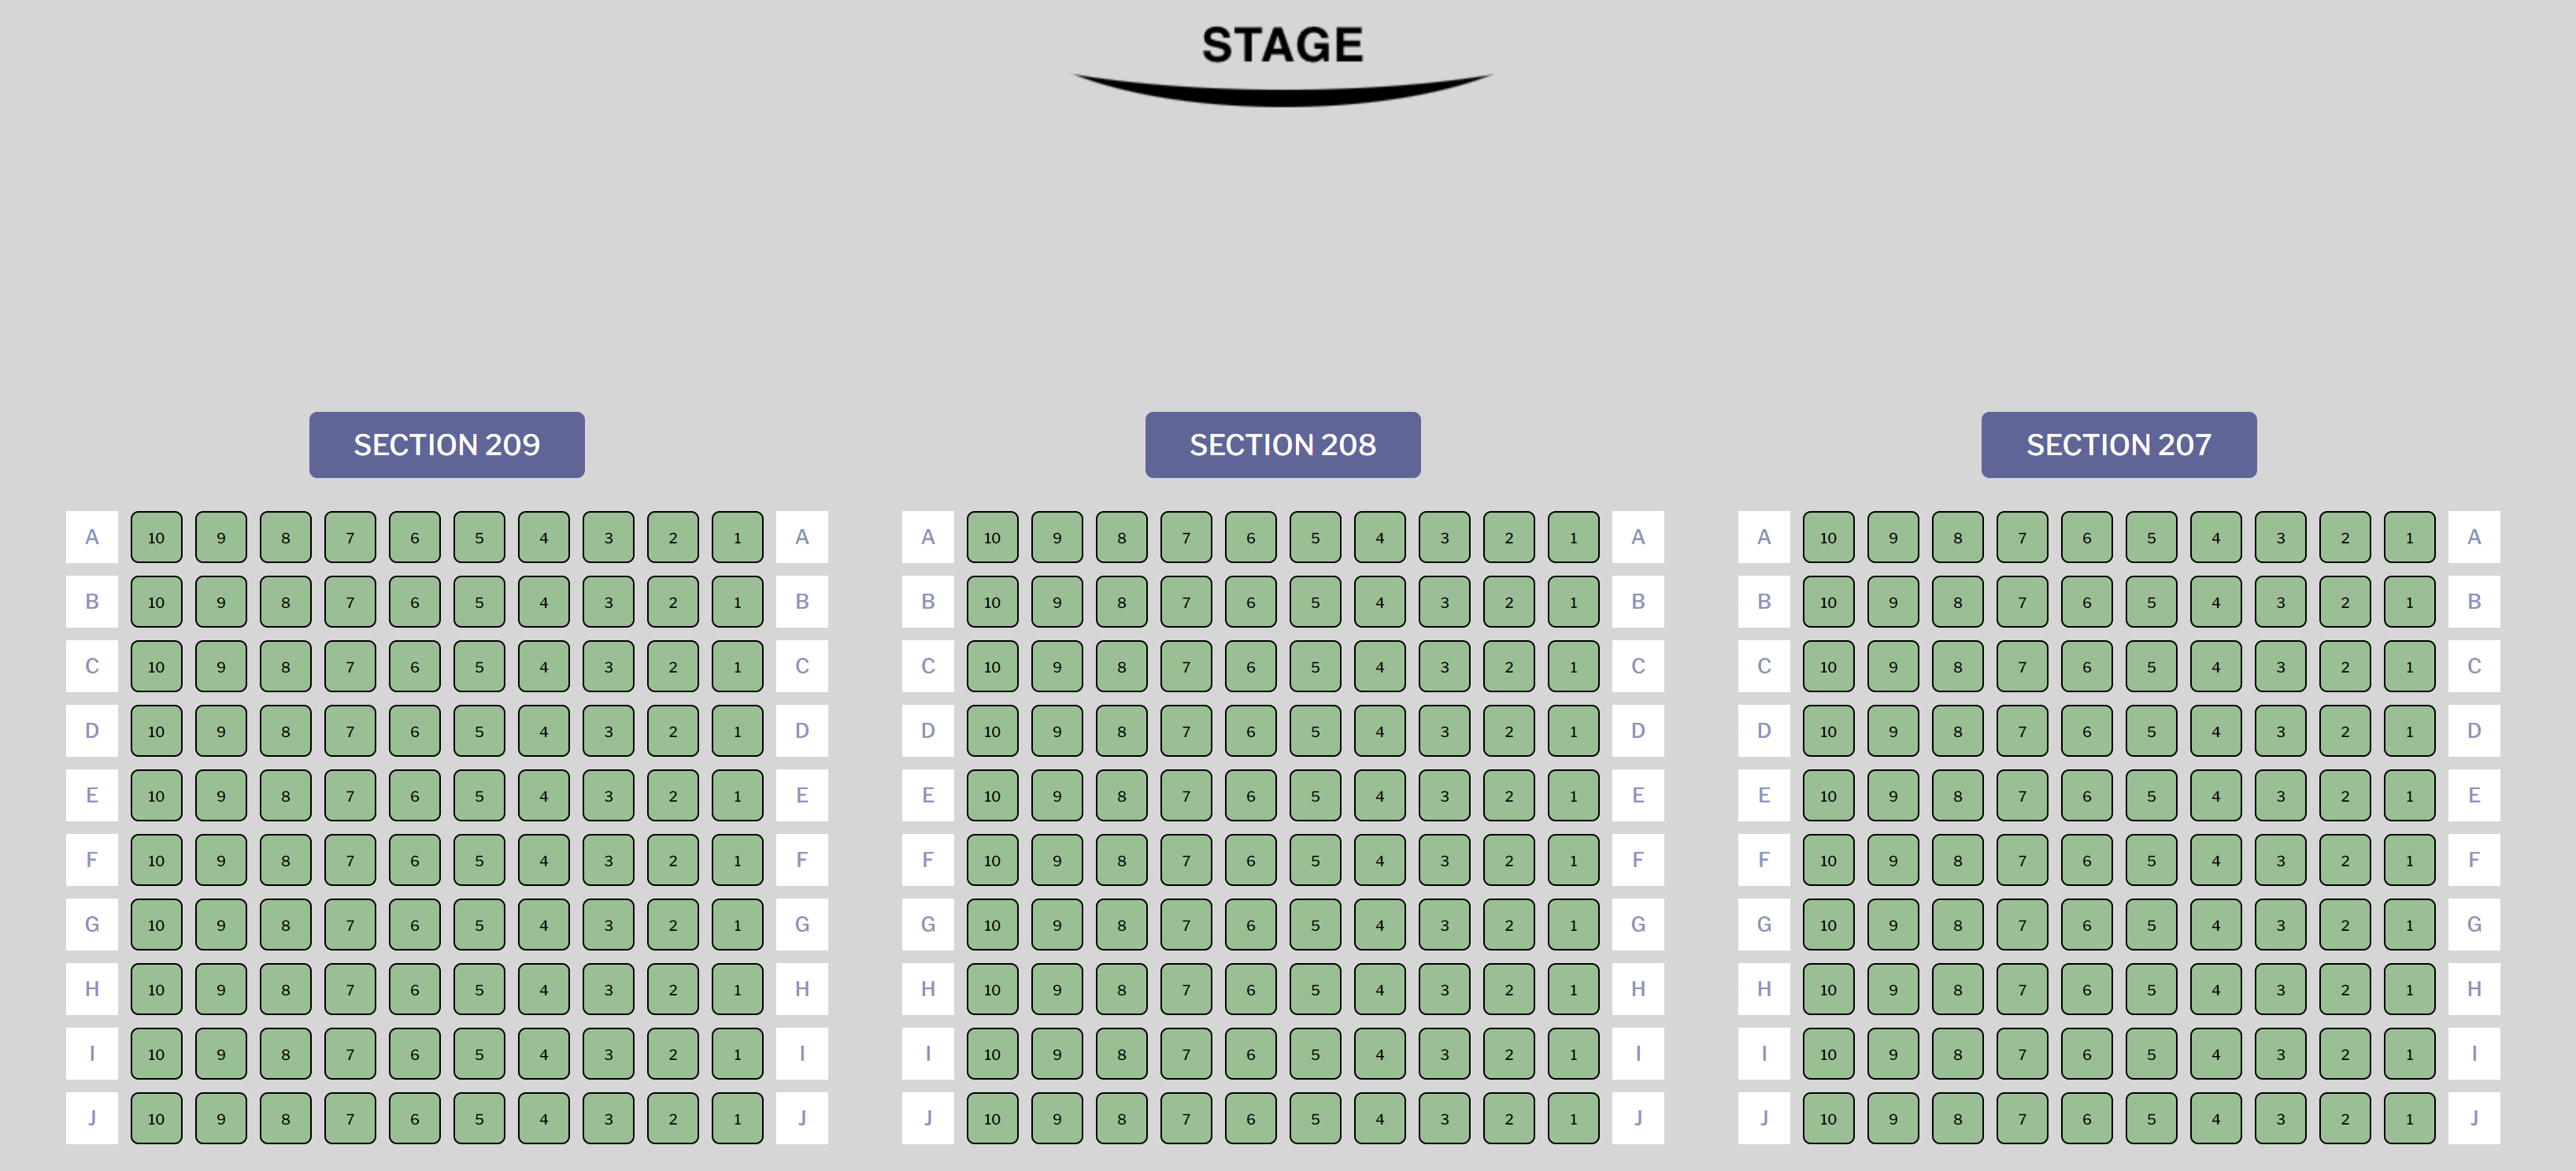 STAGE
SECTION 209 SECTION 208 SECTION 207
A 10 9 8 7 6 5 4 3 2 1 A A 10 9 8 7 6 5 4 3 2 1 A A 10 9 8 7 6 5 4 3 2 1 A
B 10 9 8 7 6 5 4 3 2 1 B B 10 9 8 7 6 5 4 3 2 1 B B 10 9 8 7 6 5 4 3 2 1 B
C 10 9 8 7 6 5 4 3 2 1 C C 10 9 8 7 6 5 4 3 2 1 C C 10 9 8 7 6 5 4 3 2 1 C
D 10 9 8 7 6 5 4 3 2 1 D D 10 9 8 7 6 5 4 3 2 1 D D 10 9 8 7 6 5 4 3 2 1 D
E 10 9 8 7 6 5 4 3 2 1 E E 10 9 8 7 6 5 4 3 2 1 E E 10 9 8 7 6 5 4 3 2 1 E
F 10 9 8 7 6 5 4 3 2 1 F F 10 9 8 7 6 5 4 3 2 1 F F 10 9 8 7 6 5 4 3 2 1 F
G 10 9 8 7 6 5 4 3 2 1 G G 10 9 8 7 6 5 4 3 2 1 G G 10 9 8 7 6 5 4 3 2 1 G
H 10 9 8 7 6 5 4 3 2 1 H H 10 9 8 7 6 5 4 3 2 1 H H 10 9 8 7 6 5 4 3 2 1 H
I 10 9 8 7 6 5 4 3 2 1 I I 10 9 8 7 6 5 4 3 2 1 I I 10 9 8 7 6 5 4 3 2 1 I
J 10 9 8 7 6 5 4 3 2 1 J J 10 9 8 7 6 5 4 3 2 1 J J 10 9 8 7 6 5 4 3 2 1 J